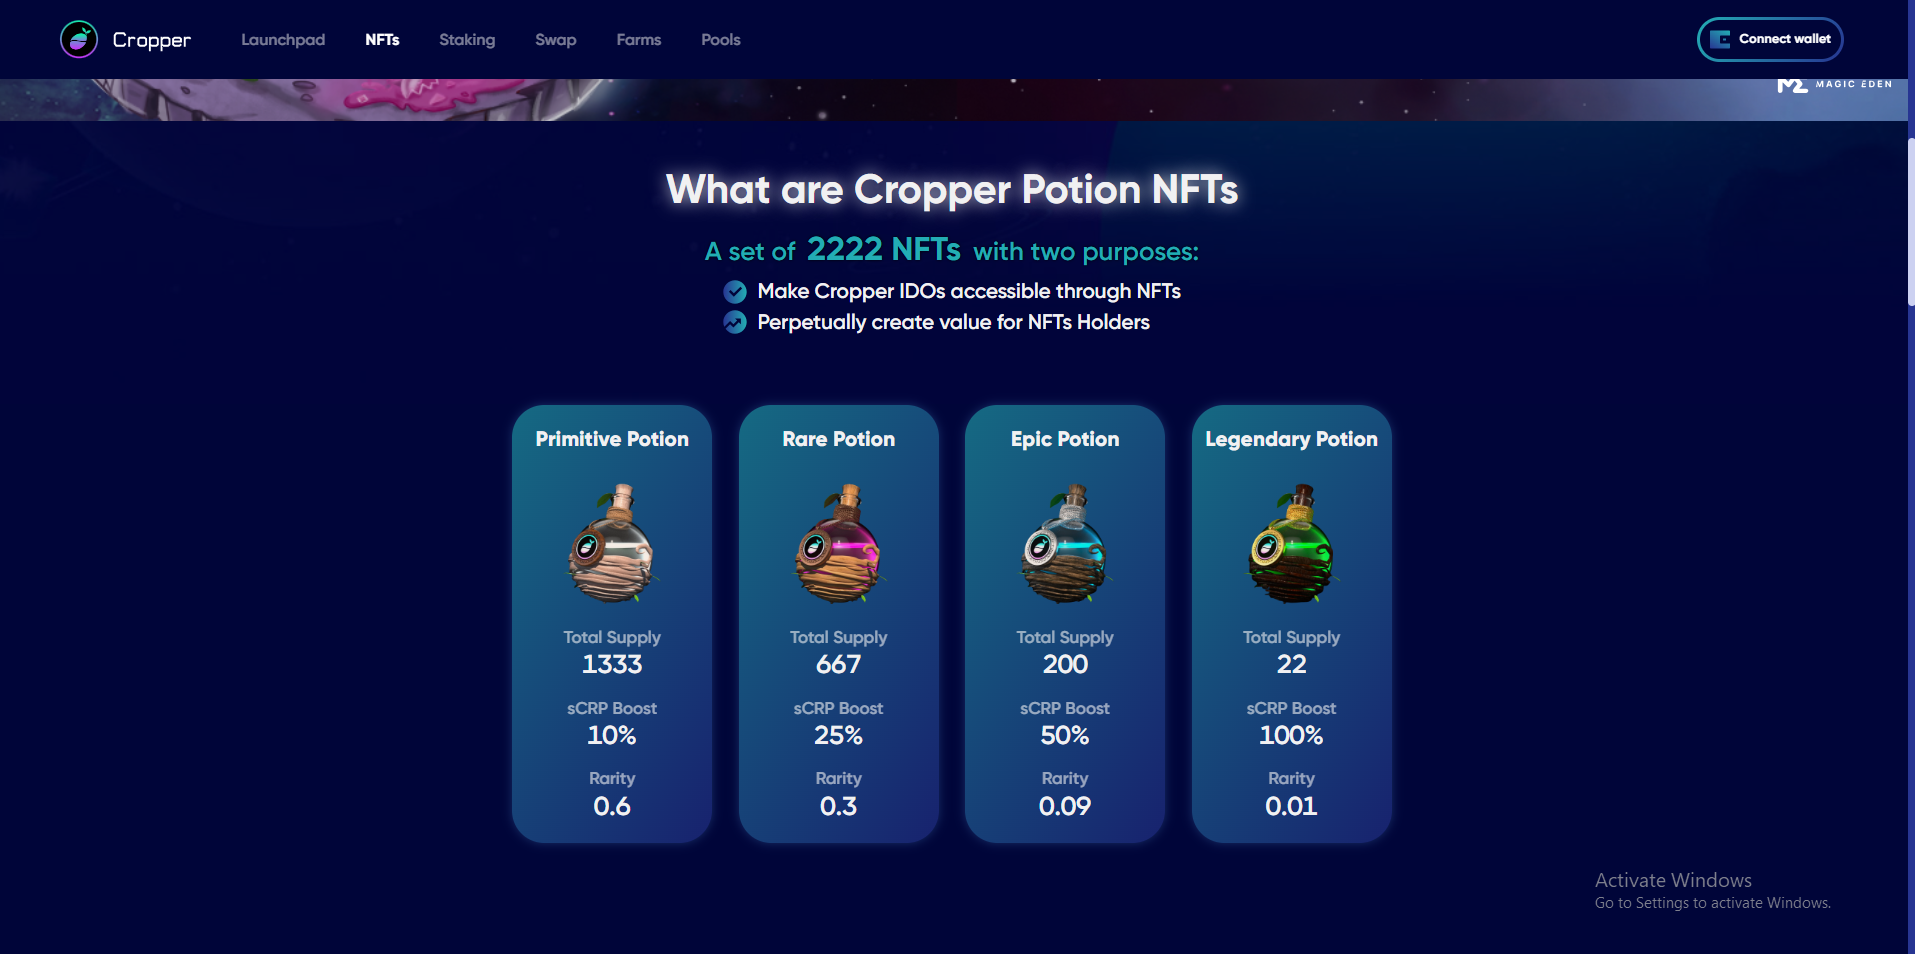 Cropper
Launchpad
NFTs
Staking
Swap
Farms
Pools
Connect wallet
MAGIC EDEN
What are Cropper Potion NFTs
A set of 2222 NFTs with two purposes:
Make Cropper IDOs accessible through NFTs
Perpetually create value for NFTs Holders
Primitive Potion
Total Supply
1333
sCRP Boost
10%
Rarity
0.6
Rare Potion
Total Supply
667
sCRP Boost
25%
Rarity
0.3
Epic Potion
Total Supply
200
sCRP Boost
50%
Rarity
0.09
Legendary Potion
Total Supply
22
sCRP Boost
100%
Rarity
0.01
Activate Windows
Go to Settings to activate Windows.